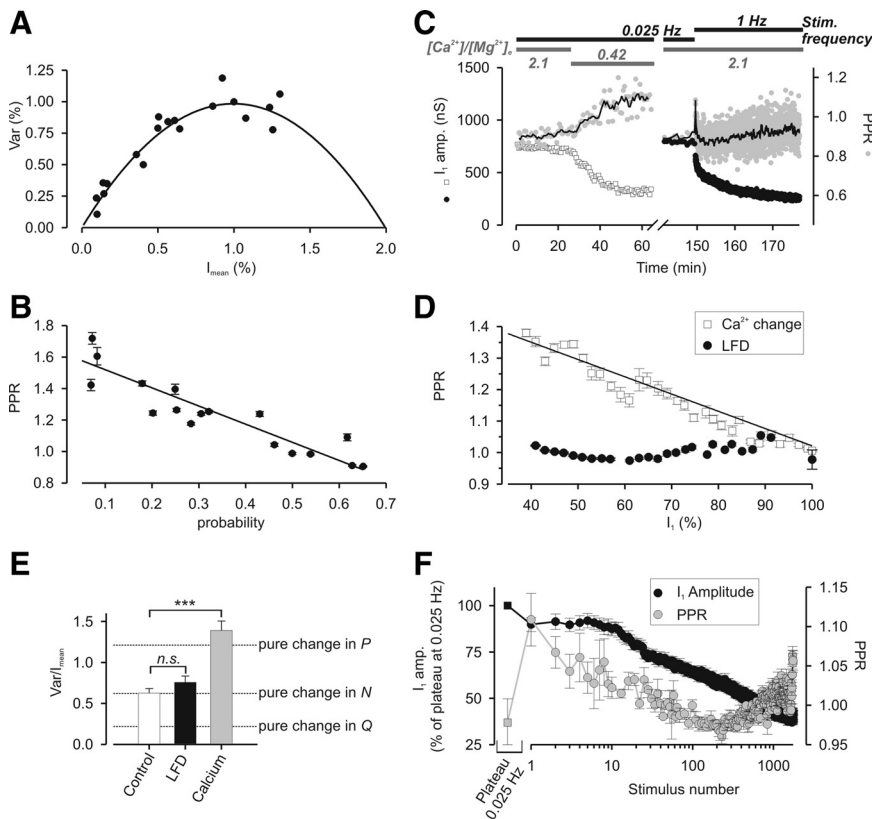 A
Var (%)
1.25
1.00
0.75
0.50
0.25
0.00
0.0 0.5 1.0 1.5 2.0
Imean (%)
B
PPR
1.8
1.6
1.4
1.2
1.0
0.8
0.1 0.2 0.3 0.4 0.5 0.6 0.7
probability
C
0.025 Hz 1 Hz Stim. frequency
[Ca2+]/[Mg2+]e
2.1 0.42 2.1
I1 amp. (nS)
1500
1000
750
500
0
PPR
1.2
1.0
0.8
0.6
0 20 40 60 150 160 170
Time (min)
D
PPR
1.4
1.3
1.2
1.1
1.0
0.9
Ca2+ change
LFD
40 50 60 70 80 90 100
I1 (%)
E
Var/Imean
1.5
1.0
0.5
0.0
***
n.s.
pure change in P
pure change in N
pure change in Q
Control
LFD
Calcium
F
I1 amp.
(% of plateau at 0.025 Hz)
100
75
50
25
I1 Amplitude
PPR
PPR
1.15
1.10
1.05
1.00
0.95
Plateau
0.025 Hz
1 10 100 1000
Stimulus number